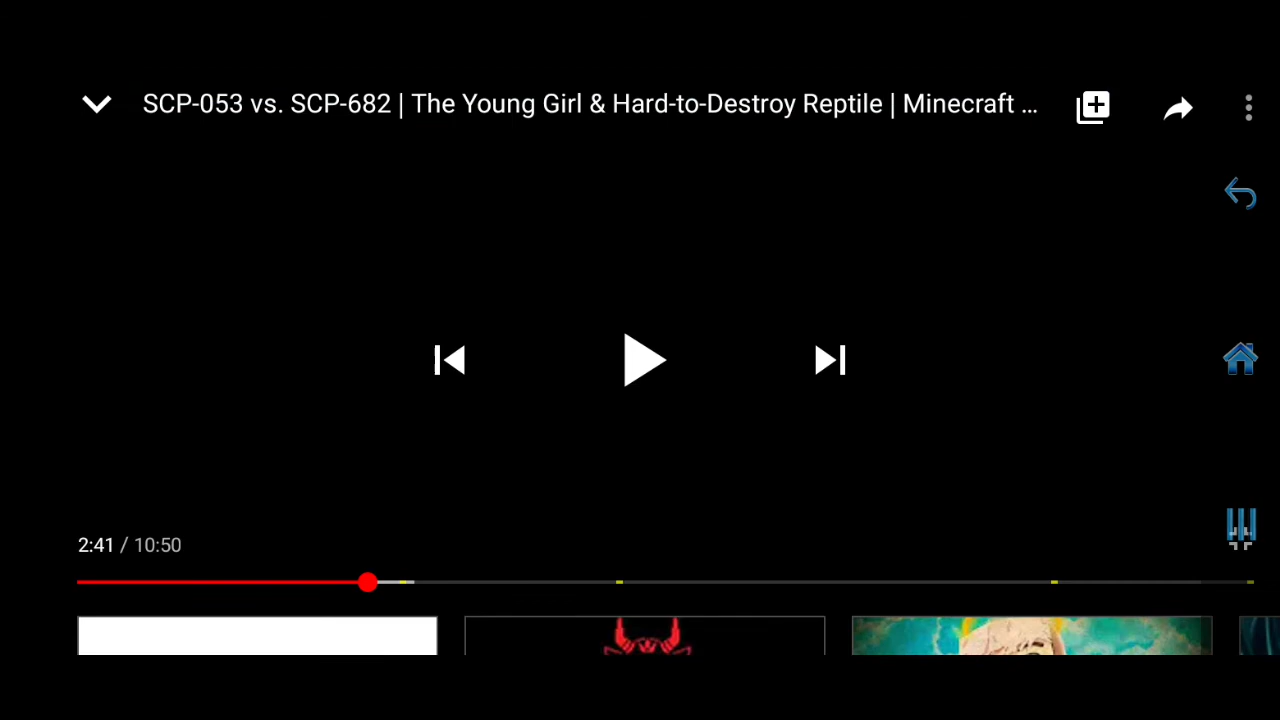 SCP-053 vs. SCP-682 | The Young Girl & Hard-to-Destroy Reptile | Minecraft ...
2:41 / 10:50